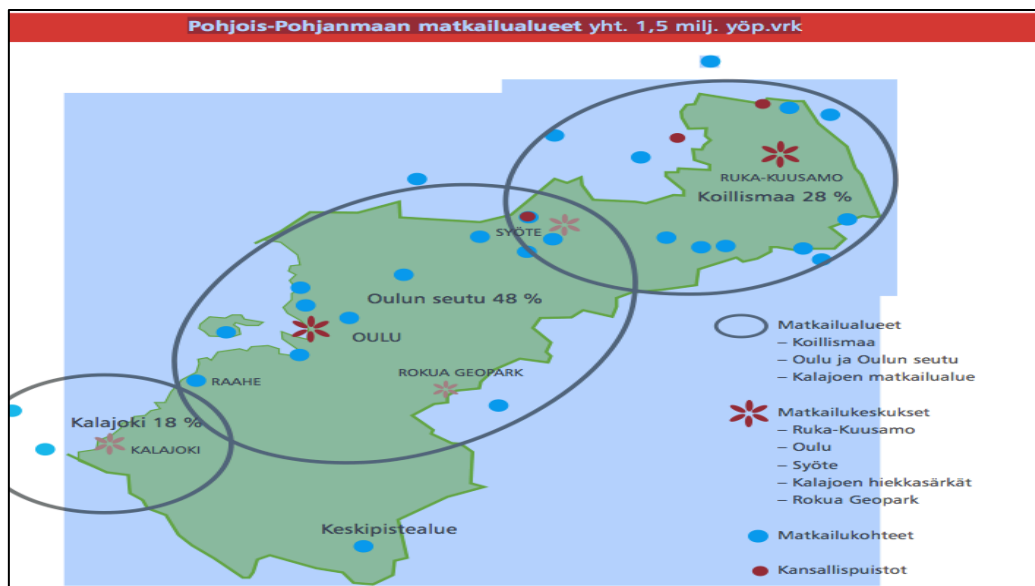 Pohjois-Pohjanmaan matkailualueet yht. 1,5 milj. yöp.vrk
RUKA-KUUSAMO
Koillismaa 28 %
SYÖTE
Oulun seutu 48 %
OULU
ROKUA GEOPARK
RAAHE
Kalajoki 18 %
KALAJOKI
Keskipistealue
Matkailualueet
– Koillismaa
– Oulu ja Oulun seutu
– Kalajoen matkailualue
Matkailukeskukset
– Ruka-Kuusamo
– Oulu
– Syöte
– Kalajoen hiekkasärkät
– Rokua Geopark
Matkailukohteet
Kansallispuistot